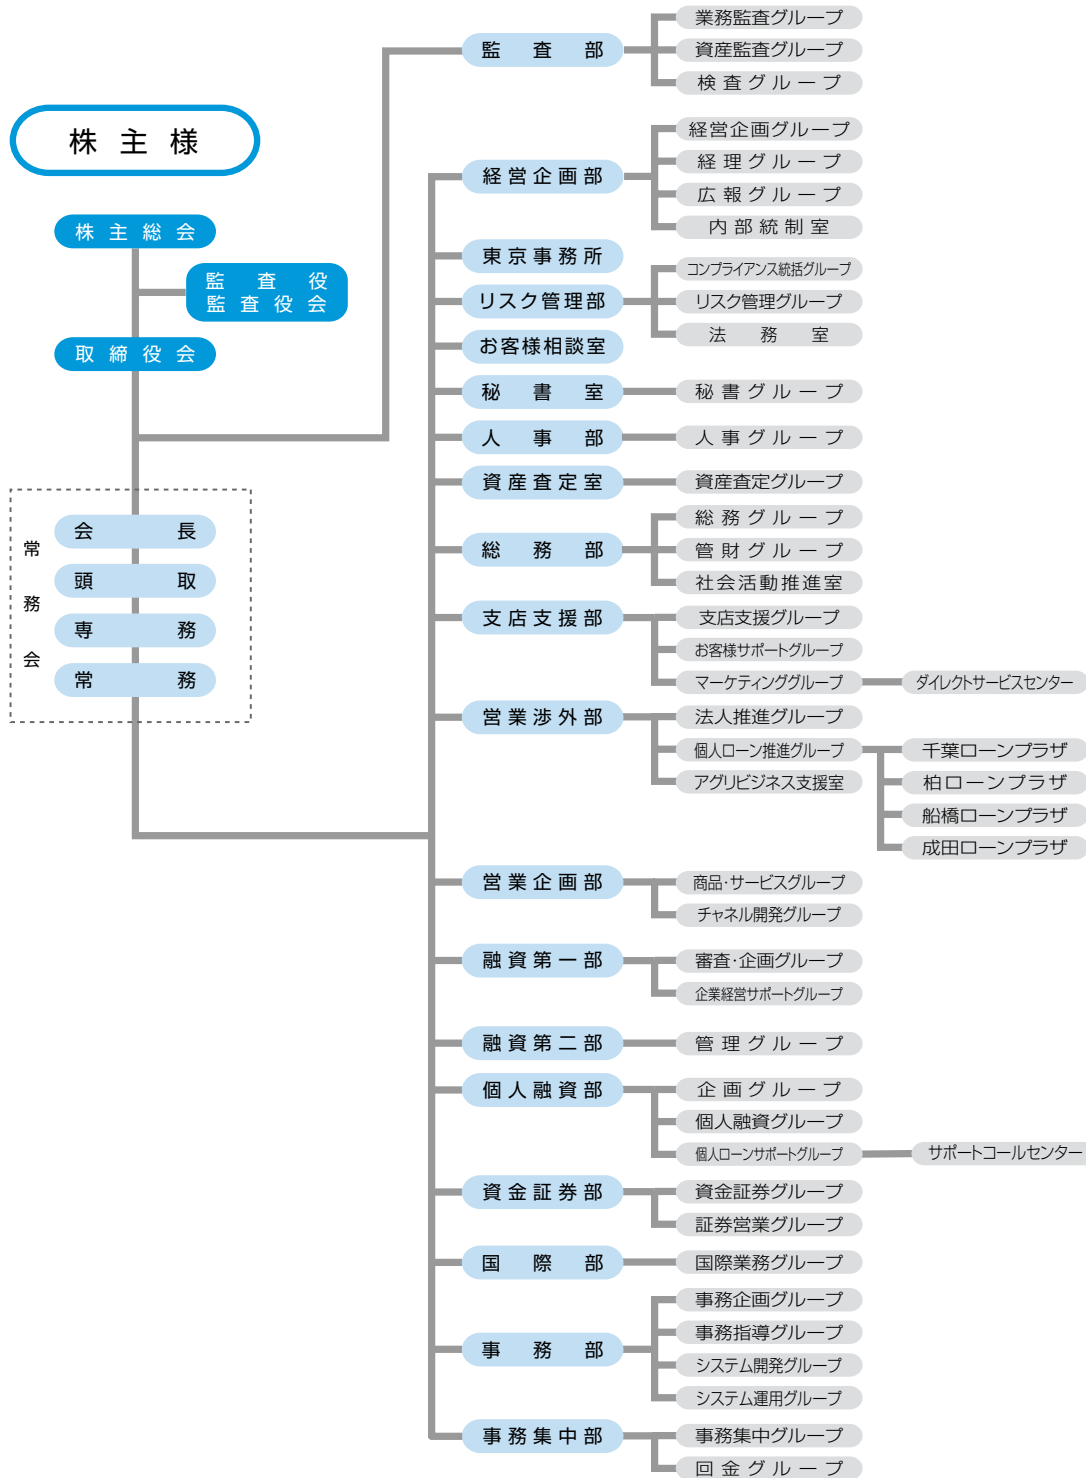 株主様
株主総会
監査役
監査役会
取締役会
常務会
会長
頭取
専務
常務
監査部
業務監査グループ
資産監査グループ
検査グループ
経営企画部
経営企画グループ
経理グループ
広報グループ
内部統制室
東京事務所
リスク管理部
コンプライアンス統括グループ
リスク管理グループ
法務室
お客様相談室
秘書室
秘書グループ
人事部
人事グループ
資産査定室
資産査定グループ
総務部
総務グループ
管財グループ
社会活動推進室
支店支援部
支店支援グループ
お客様サポートグループ
マーケティンググループ
ダイレクトサービスセンター
営業渉外部
法人推進グループ
個人ローン推進グループ
千葉ローンプラザ
柏ローンプラザ
船橋ローンプラザ
成田ローンプラザ
アグリビジネス支援室
営業企画部
商品・サービスグループ
チャネル開発グループ
融資第一部
審査・企画グループ
企業経営サポートグループ
融資第二部
管理グループ
個人融資部
企画グループ
個人融資グループ
個人ローンサポートグループ
サポートコールセンター
資金証券部
資金証券グループ
証券営業グループ
国際部
国際業務グループ
事務部
事務企画グループ
事務指導グループ
システム開発グループ
システム運用グループ
事務集中部
事務集中グループ
回金グループ